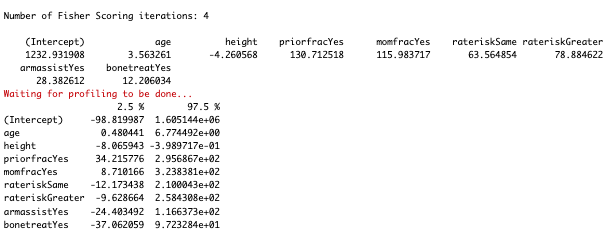 Number of Fisher Scoring iterations: 4
(Intercept) age height priorfracYes momfracYes rateriskSame rateriskGreater
1232.931908 3.563261 -4.260568 130.712518 115.983717 63.564854 78.884622
armassistYes bonetreatYes
28.382612 12.206034
Waiting for profiling to be done...
2.5 % 97.5 %
(Intercept) -98.819987 1.605144e+06
age 0.480441 6.774492e+00
height -8.065943 -3.989717e-01
priorfracYes 34.215776 2.956867e+02
momfracYes 8.710166 3.238381e+02
rateriskSame -12.173438 2.100043e+02
rateriskGreater -9.628664 2.584308e+02
armassistYes -24.403492 1.166373e+02
bonetreatYes -37.062059 9.723284e+01